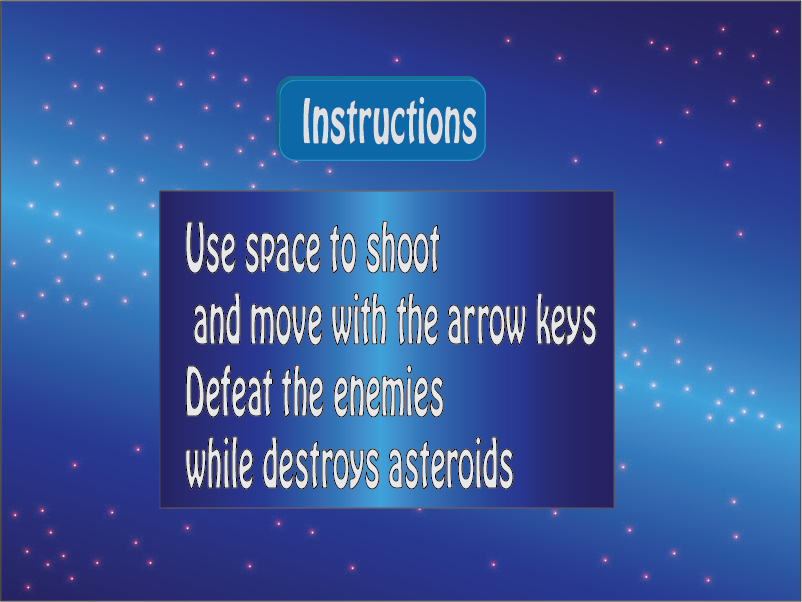 Instructions
Use space to shoot
and move with the arrow keys
Defeat the enemies
while destroys asteroids